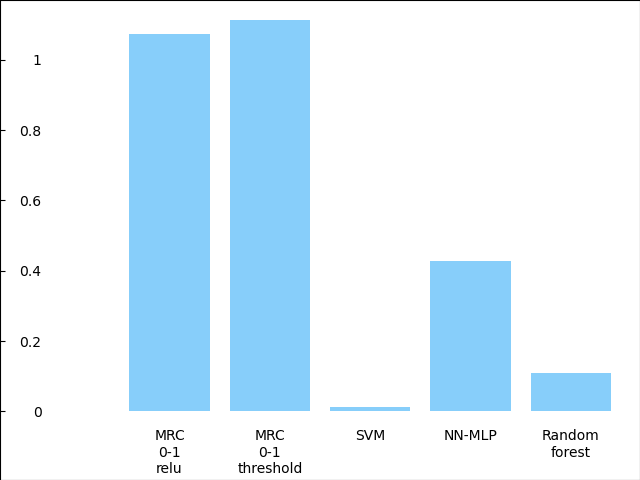 1
0.8
0.6
0.4
0.2
0
MRC
0-1
relu
MRC
0-1
threshold
SVM
NN-MLP
Random
forest